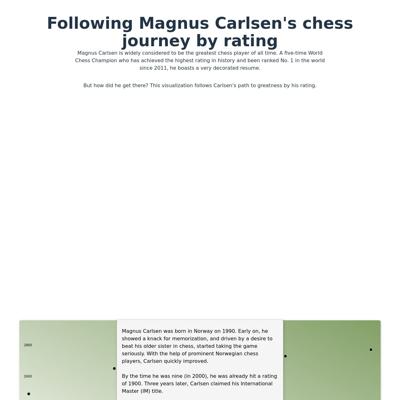 Following Magnus Carlsen's chess
journey by rating
Magnus Carlsen is widely considered to be the greatest chess player of all time. A five-time World
Chess Champion who has achieved the highest rating in history and been ranked No. 1 in the world
since 2011, he boasts a very decorated resume.
But how did he get there? This visualization follows Carlsen's path to greatness by his rating.
Magnus Carlsen was born in Norway on 1990. Early on, he
showed a knack for memorization, and driven by a desire to
beat his older sister in chess, started taking the game
seriously. With the help of prominent Norwegian chess
players, Carlsen quickly improved.
By the time he was nine (in 2000), he was already hit a rating
of 1900. Three years later, Carlsen claimed his International
Master (IM) title.